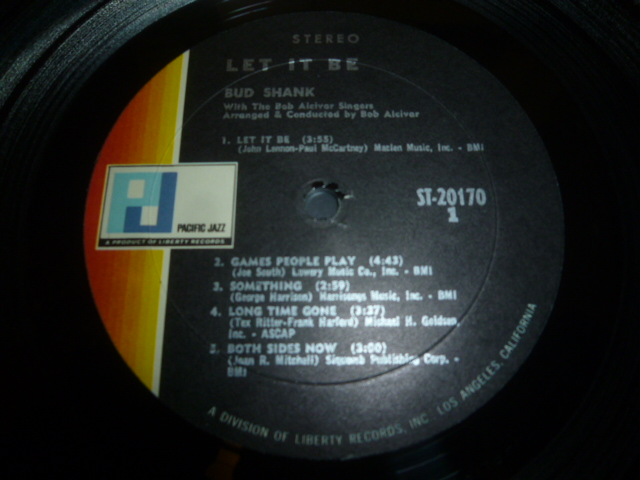 STEREO
LET IT BE
BUD SHANK
With The Bob Alcivar Singers
Arranged & Conducted by Bob Alcivar
1. LET IT BE (3:55)
(John Lennon-Paul McCartney) Maclen Music, Inc. - BMI
PJ
PACIFIC JAZZ
A PRODUCT OF LIBERTY RECORDS
ST-20170
1
2. GAMES PEOPLE PLAY (4:43)
(Joe South) Lowery Music Co., Inc. - BMI
3. SOMETHING (2:59)
(George Harrison) Harrisongs Music, Inc. - BMI
4. LONG TIME GONE (3:37)
(Tex Ritter-Frank Harford) Michael H. Goldsen,
Inc. - ASCAP
5. BOTH SIDES NOW (3:00)
(Joan R. Mitchell) Siquomb Publishing Corp. -
BMI
A DIVISION OF LIBERTY RECORDS, INC. LOS ANGELES, CALIFORNIA